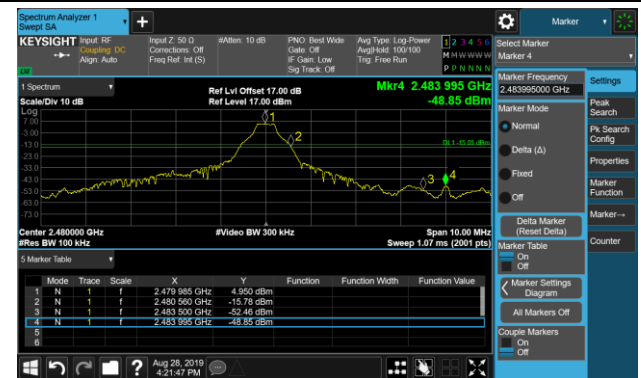 Spectrum Analyzer 1
Swept SA
+
Marker
KEYSIGHT
Input: RF
Coupling: DC
Align: Auto
Input Z: 50 Ω
Corrections: Off
Freq Ref: Int (S)
#Atten: 10 dB
PNO: Best Wide
Gate: Off
IF Gain: Low
Sig Track: Off
Avg Type: Log-Power
Avg|Hold: 100/100
Trig: Free Run
1 2 3 4 5 6
M M W W W W
P P N N N N
LXI
Select Marker
Marker 4
1 Spectrum
Scale/Div 10 dB
Log
Ref Lvl Offset 17.00 dB
Ref Level 17.00 dBm
Mkr4 2.483 995 GHz
-48.85 dBm
7.00
-3.00
-13.0
-23.0
-33.0
-43.0
-53.0
-63.0
-73.0
1
2
3
4
DL1 -15.05 dBm
Center 2.480000 GHz
#Res BW 100 kHz
#Video BW 300 kHz
Span 10.00 MHz
Sweep 1.07 ms (2001 pts)
5 Marker Table
Mode Trace Scale X Y Function Function Width Function Value
1 N 1 f 2.479 985 GHz 4.950 dBm
2 N 1 f 2.480 560 GHz -15.78 dBm
3 N 1 f 2.483 500 GHz -52.46 dBm
4 N 1 f 2.483 995 GHz -48.85 dBm
5
6
Marker Frequency
2.483995000 GHz
Marker Mode
Normal
Delta (Δ)
Fixed
Off
Delta Marker
(Reset Delta)
Marker Table
On
Off
Marker Settings
Diagram
All Markers Off
Couple Markers
On
Off
Settings
Peak
Search
Pk Search
Config
Properties
Marker
Function
Marker→
Counter
?
Aug 28, 2019
4:21:47 PM